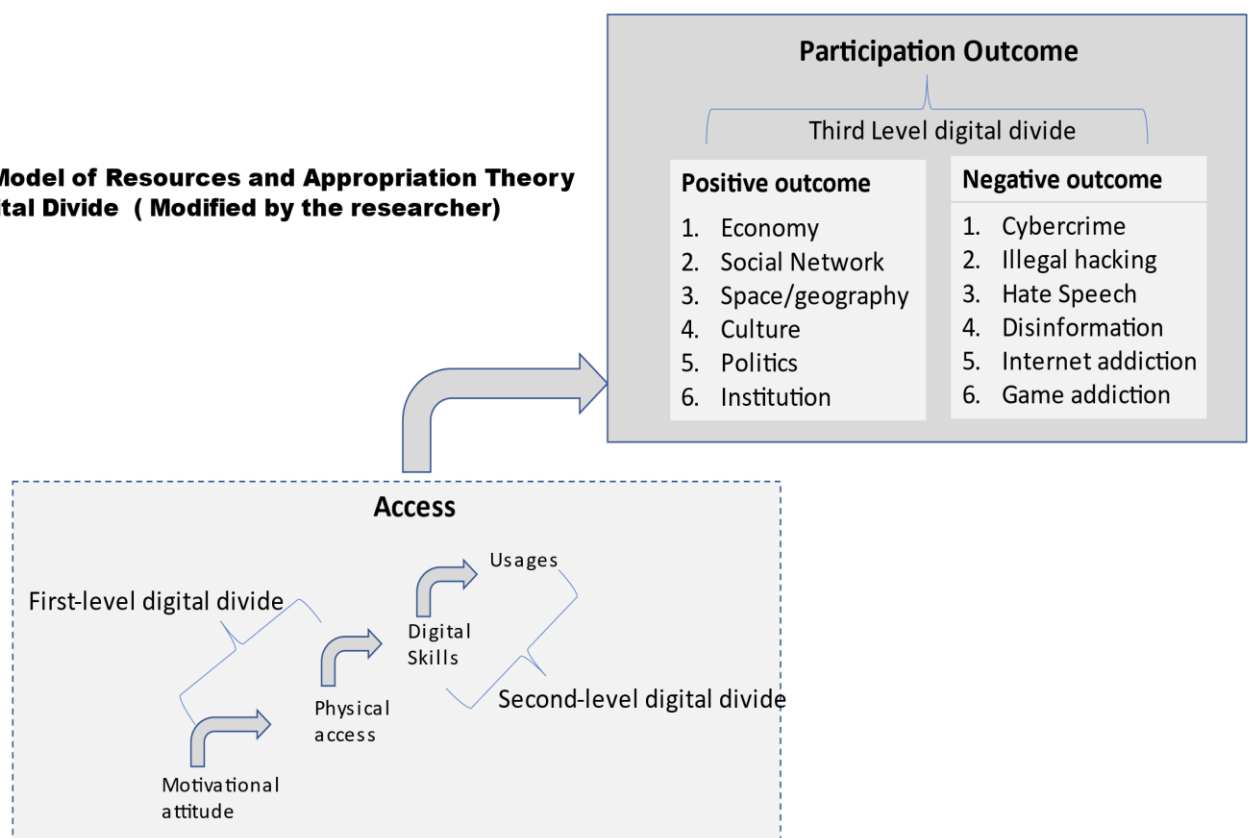 Model of Resources and Appropriation Theory
ital Divide ( Modified by the researcher)
Participation Outcome
Third Level digital divide
Positive outcome
1. Economy
2. Social Network
3. Space/geography
4. Culture
5. Politics
6. Institution
Negative outcome
1. Cybercrime
2. Illegal hacking
3. Hate Speech
4. Disinformation
5. Internet addiction
6. Game addiction
Access
Usages
First-level digital divide
Digital
Skills
Second-level digital divide
Physical
access
Motivational
attitude